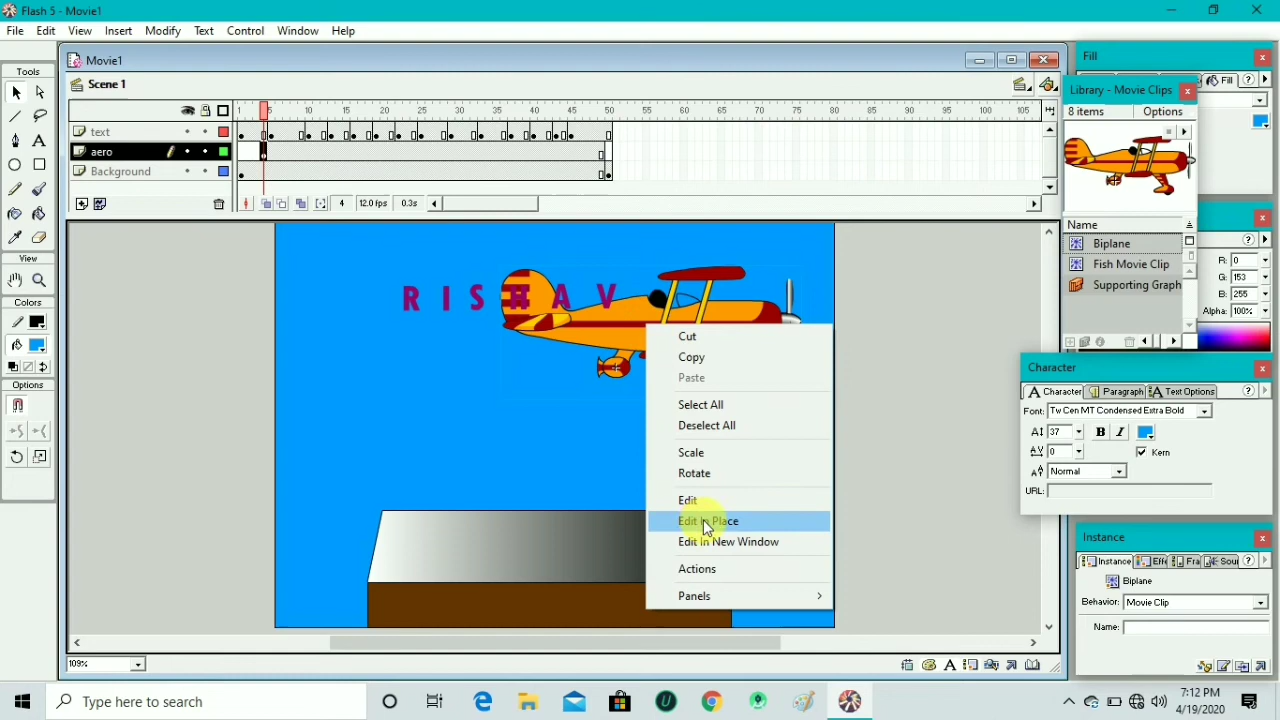 Flash 5 - Movie1
File Edit View Insert Modify Text Control Window Help
Tools
View
Colors
Options
Movie1
Scene 1
1 5 10 15 20 25 30 35 40 45 50 55 60 65 70 75 80 85 90 95 100 105
text
aero
Background
4 12.0 fps 0.3s
RISHAV
Cut
Copy
Paste
Select All
Deselect All
Scale
Rotate
Edit
Edit In Place
Edit In New Window
Actions
Panels
109%
Fill
Fill
Library - Movie Clips
8 items Options
Name
Biplane
Fish Movie Clip
Supporting Graph
R: 0
G: 153
B: 255
Alpha: 100%
Character
Character Paragraph Text Options
Font: Tw Cen MT Condensed Extra Bold
37 B I
0 Kern
Normal
URL:
Instance
Instance Eff Fra Sou
Biplane
Behavior: Movie Clip
Name:
Type here to search
7:12 PM
4/19/2020